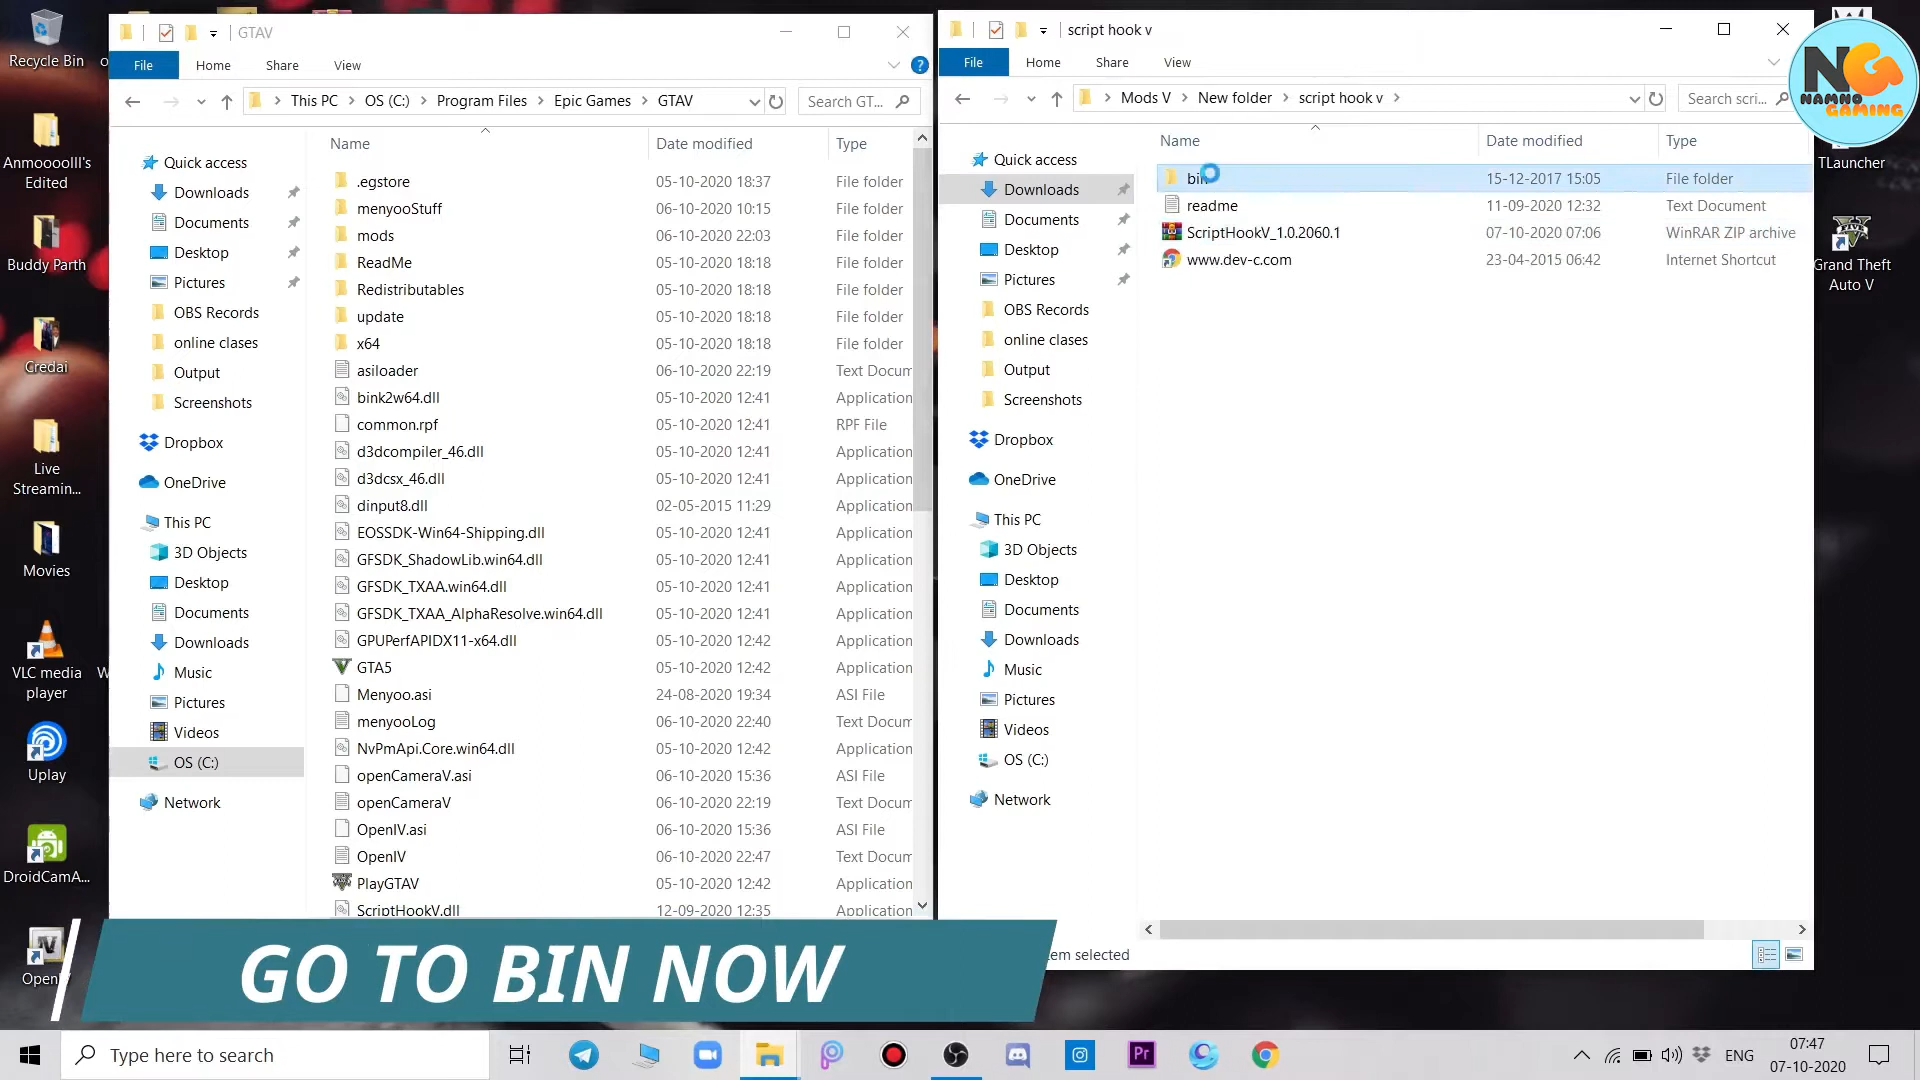 Recycle Bin
Anmoooolll's
Edited
Buddy Parth
Credai
Live
Streamin...
Movies
VLC media
player
Uplay
DroidCamA...
GTAV
File
Home
Share
View
This PC
OS (C:)
Program Files
Epic Games
GTAV
Search GT...
Name
Date modified
Type
Quick access
Downloads
Documents
Desktop
Pictures
OBS Records
online clases
Output
Screenshots
Dropbox
OneDrive
This PC
3D Objects
Desktop
Documents
Downloads
Music
Pictures
Videos
OS (C:)
Network
.egstore 05-10-2020 18:37 File folder
menyooStuff 06-10-2020 10:15 File folder
mods 06-10-2020 22:03 File folder
ReadMe 05-10-2020 18:18 File folder
Redistributables 05-10-2020 18:18 File folder
update 05-10-2020 18:18 File folder
x64 05-10-2020 18:18 File folder
asiloader 06-10-2020 22:19 Text Docum
bink2w64.dll 05-10-2020 12:41 Application
common.rpf 05-10-2020 12:41 RPF File
d3dcompiler_46.dll 05-10-2020 12:41 Application
d3dcsx_46.dll 05-10-2020 12:41 Application
dinput8.dll 02-05-2015 11:29 Application
EOSSDK-Win64-Shipping.dll 05-10-2020 12:41 Application
GFSDK_ShadowLib.win64.dll 05-10-2020 12:41 Application
GFSDK_TXAA.win64.dll 05-10-2020 12:41 Application
GFSDK_TXAA_AlphaResolve.win64.dll 05-10-2020 12:41 Application
GPUPerfAPIDX11-x64.dll 05-10-2020 12:42 Application
GTA5 05-10-2020 12:42 Application
Menyoo.asi 24-08-2020 19:34 ASI File
menyooLog 06-10-2020 22:40 Text Docum
NvPmApi.Core.win64.dll 05-10-2020 12:42 Application
openCameraV.asi 06-10-2020 15:36 ASI File
openCameraV 06-10-2020 22:19 Text Docum
OpenIV.asi 06-10-2020 15:36 ASI File
OpenIV 06-10-2020 22:47 Text Docum
PlayGTAV 05-10-2020 12:42 Application
ScriptHookV.dll 12-09-2020 12:35 Application
script hook v
File
Home
Share
View
Mods V
New folder
script hook v
Search scri...
Name
Date modified
Type
Quick access
Downloads
Documents
Desktop
Pictures
OBS Records
online clases
Output
Screenshots
Dropbox
OneDrive
This PC
3D Objects
Desktop
Documents
Downloads
Music
Pictures
Videos
OS (C:)
Network
bin 15-12-2017 15:05 File folder
readme 11-09-2020 12:32 Text Document
ScriptHookV_1.0.2060.1 07-10-2020 07:06 WinRAR ZIP archive
www.dev-c.com 23-04-2015 06:42 Internet Shortcut
em selected
NG
NAMNO
GAMING
TLauncher
Grand Theft
Auto V
GO TO BIN NOW
Type here to search
Pr
ENG
07:47
07-10-2020